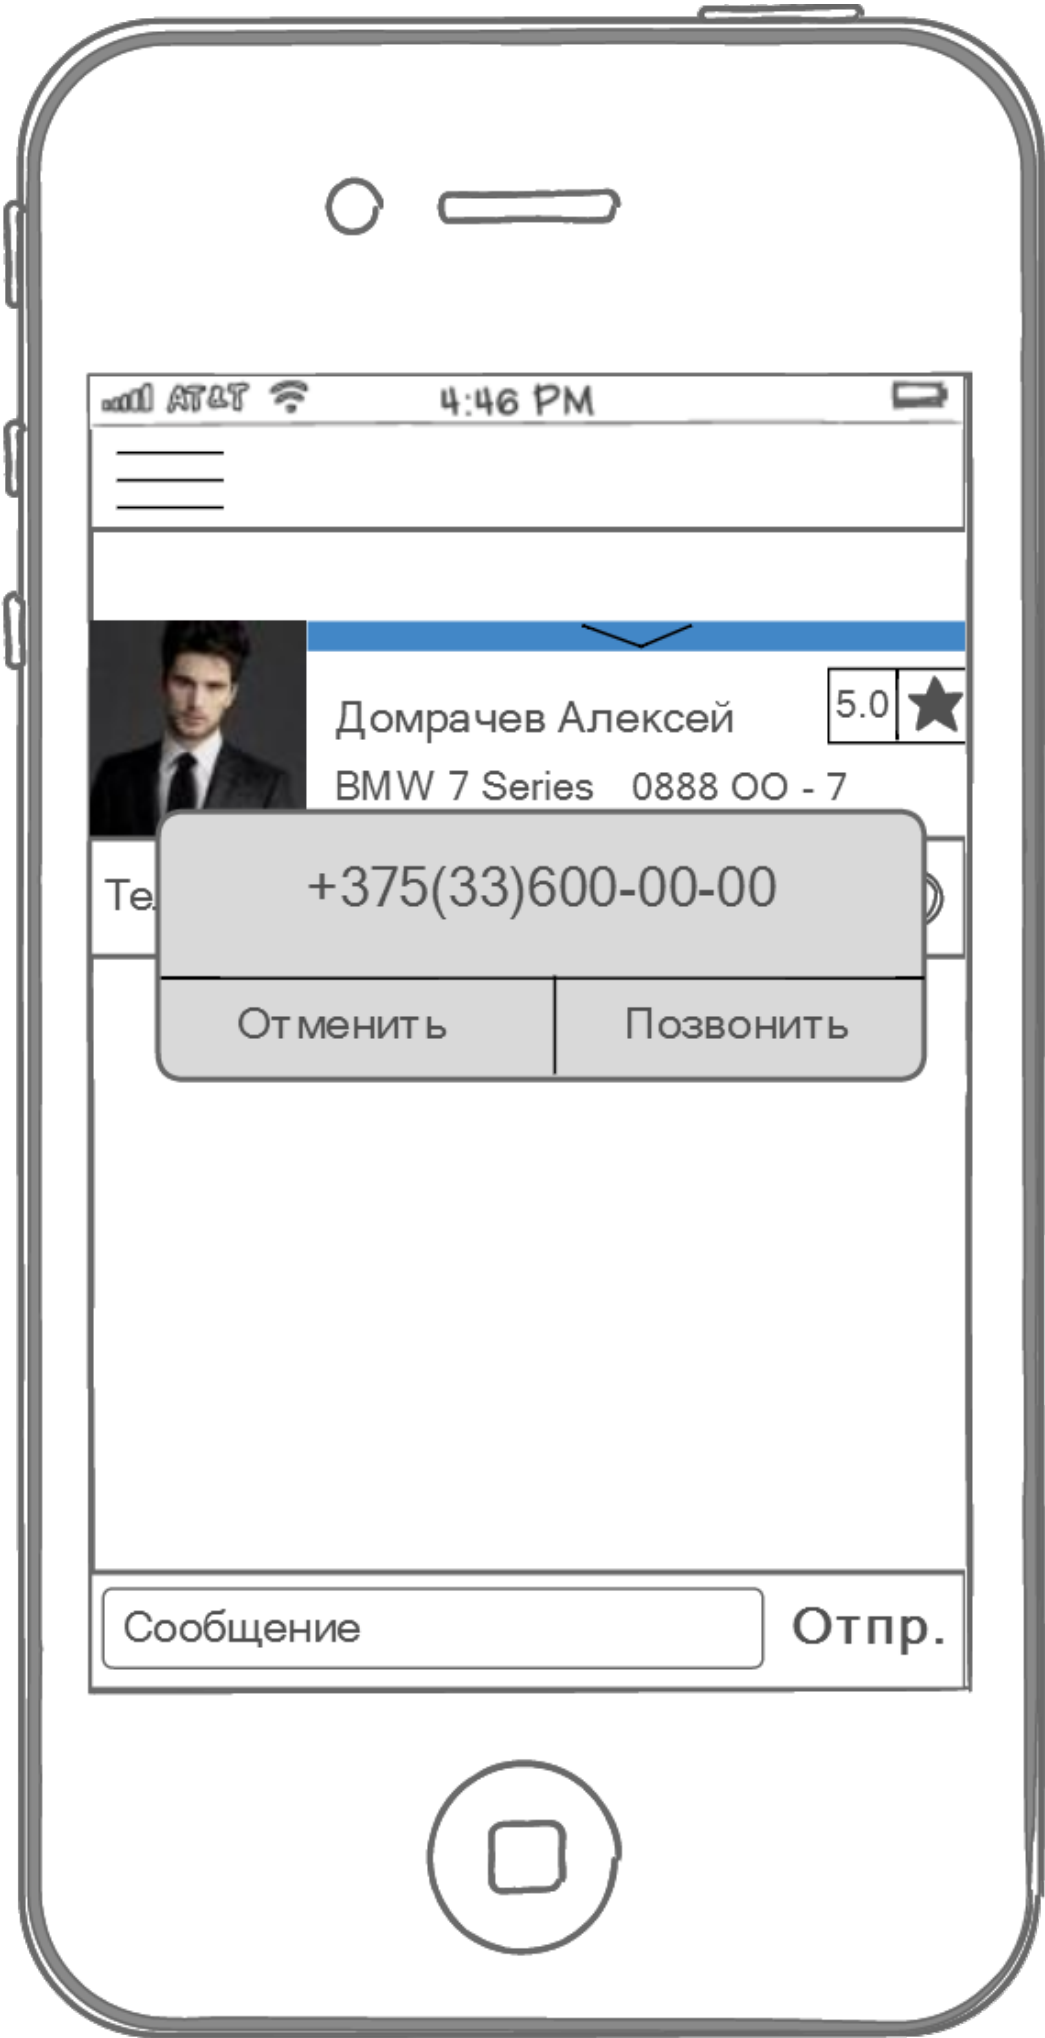 AT&T 4:46 PM
Домрачев Алексей 5.0
BMW 7 Series 0888 OO - 7
+375(33)600-00-00
Отменить Позвонить
Сообщение Отпр.